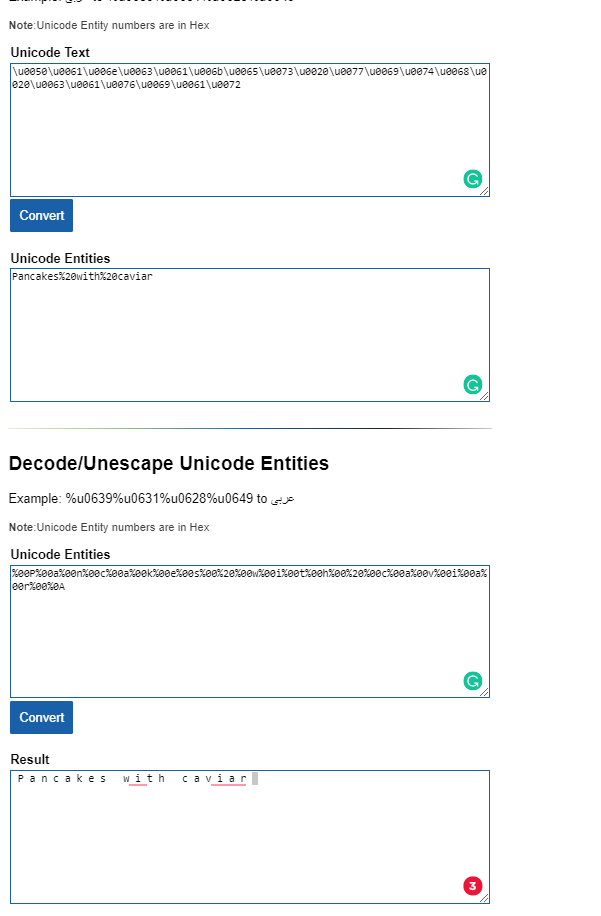 Note:Unicode Entity numbers are in Hex
Unicode Text
\u0050\u0061\u006e\u0063\u0061\u006b\u0065\u0073\u0020\u0077\u0069\u0074\u0068\u0
020\u0063\u0061\u0076\u0069\u0061\u0072
Convert
Unicode Entities
Pancakes%20with%20caviar
Decode/Unescape Unicode Entities
Example: %u0639%u0631%u0628%u0649 to عربى
Note:Unicode Entity numbers are in Hex
Unicode Entities
%00P%00a%00n%00c%00a%00k%00e%00s%00%20%00w%00i%00t%00h%00%20%00c%00a%00v%00i%00a%
00r%00%0A
Convert
Result
P a n c a k e s   w i t h   c a v i a r
3